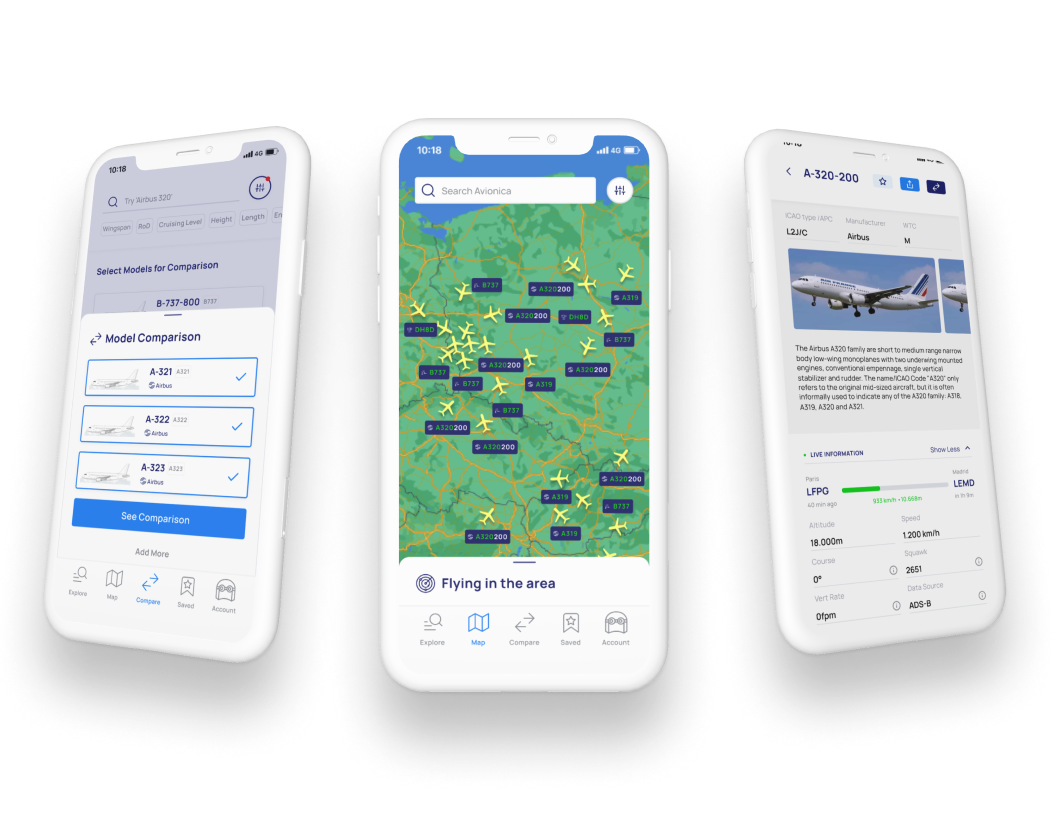 10:18
4G
Try 'Airbus 320'
Wingspan RoD Cruising Level Height Length En
Select Models for Comparison
B-737-800 B737
Model Comparison
A-321 A321
Airbus
A-322 A322
Airbus
A-323 A323
Airbus
See Comparison
Add More
Explore Map Compare Saved Account
10:18
4G
Search Avionica
B737
A320200
A319
A320200
DH8D
DH8D
B737
A320200
A320200
B737
B737
A319
B737
A320200
A320200
A320200
A319
B737
A320200
A319
Flying in the area
Explore Map Compare Saved Account
A-320-200
ICAO type /APC Manufacturer WTC
L2J/C Airbus M
The Airbus A320 family are short to medium range narrow
body low-wing monoplanes with two underwing mounted
engines, conventional empennage, single vertical
stabilizer and rudder. The name/ICAO Code "A320" only
refers to the original mid-sized aircraft, but it is often
informally used to indicate any of the A320 family: A318,
A319, A320 and A321.
LIVE INFORMATION Show Less
Paris Madrid
LFPG LEMD
40 min ago 933 km/h • 10.668m in 1h 9m
Altitude Speed
18.000m 1.200 km/h
Course Squawk
0° 2651
Vert Rate Data Source
0fpm ADS-B